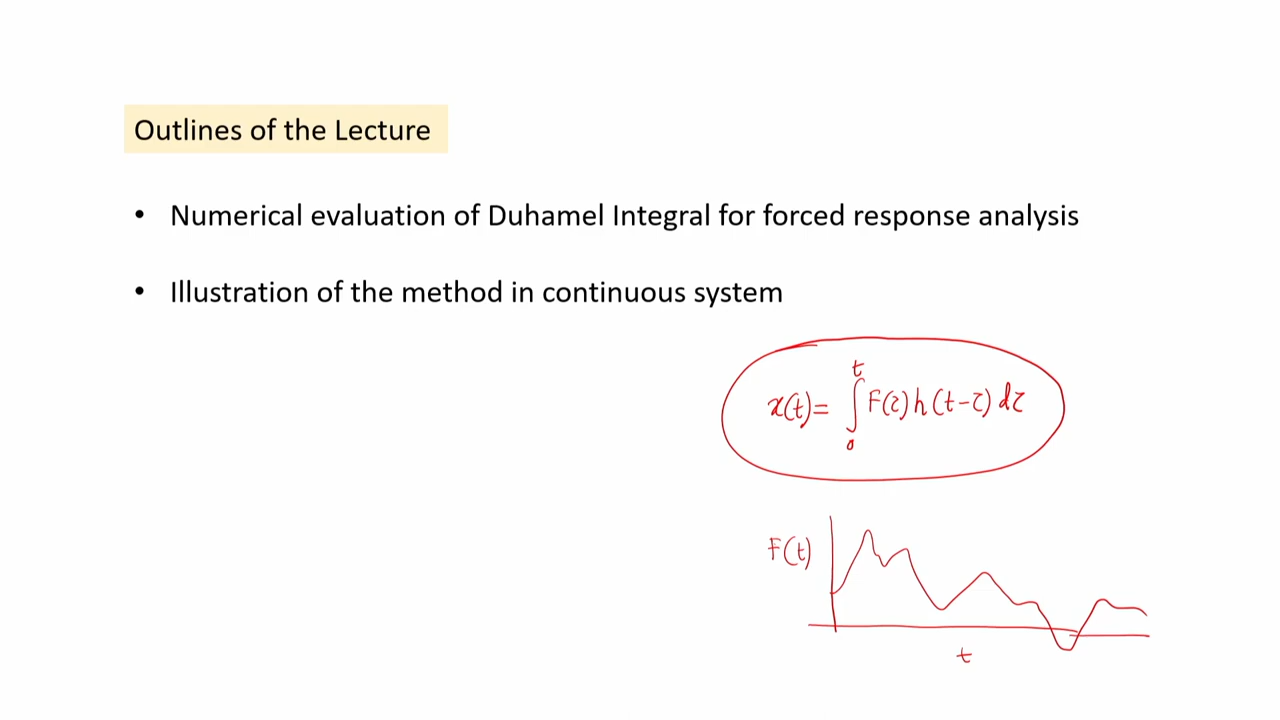 Outlines of the Lecture
• Numerical evaluation of Duhamel Integral for forced response analysis
• Illustration of the method in continuous system
x(t) = ∫₀ᵗ F(τ) h(t-τ) dτ
F(t)
t